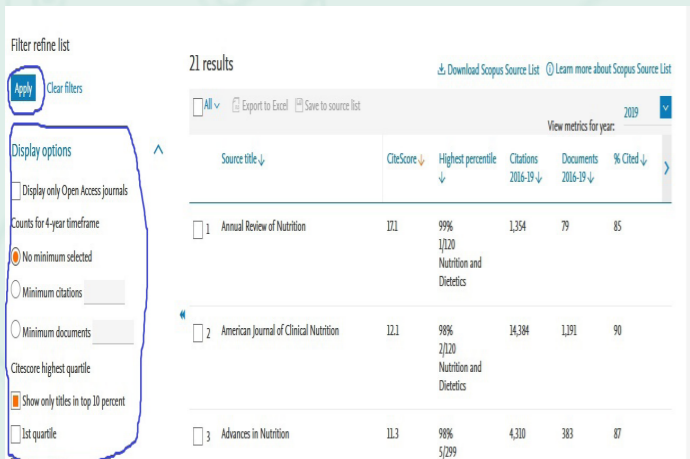 Filter refine list
Apply Clear filters
Display options
Display only Open Access journals
Counts for 4-year timeframe
No minimum selected
Minimum citations
Minimum documents
Citescore highest quartile
Show only titles in top 10 percent
1st quartile
21 results
Download Scopus Source List Learn more about Scopus Source List
All Export to Excel Save to source list
2019
View metrics for year:
Source title CiteScore Highest percentile Citations 2016-19 Documents 2016-19 % Cited
1 Annual Review of Nutrition 17.1 99% 1,354 79 85
1/120
Nutrition and
Dietetics
2 American Journal of Clinical Nutrition 12.1 98% 14,384 1,191 90
2/120
Nutrition and
Dietetics
3 Advances in Nutrition 11.3 98% 4,310 383 87
5/299